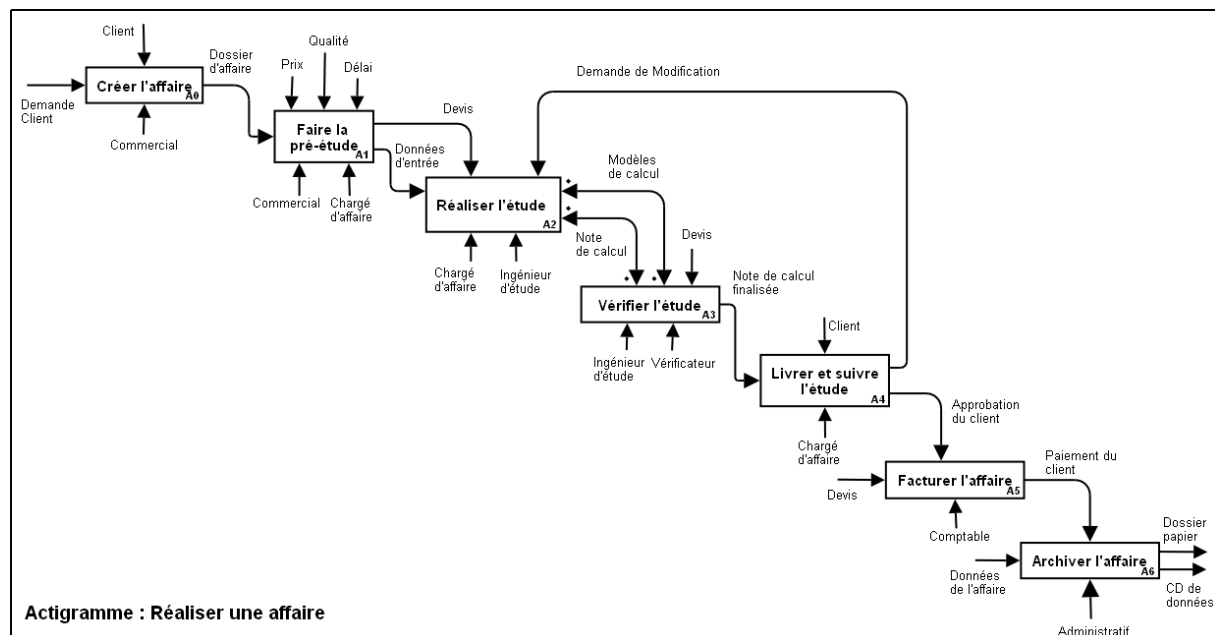 Client
Qualité
Dossier
d'affaire
Prix
Délai
Demande de Modification
Créer l'affaire
A0
Demande
Client
Commercial
Devis
Faire la
pré-étude
A1
Données
d'entrée
Modèles
de calcul
Commercial
Chargé
d'affaire
Réaliser l'étude
A2
Note
de calcul
Devis
Chargé
d'affaire
Ingénieur
d'étude
Note de calcul
finalisée
Vérifier l'étude
A3
Client
Ingénieur
d'étude
Vérificateur
Livrer et suivre
l'étude
A4
Approbation
du client
Chargé
d'affaire
Paiement du
client
Facturer l'affaire
A5
Devis
Comptable
Dossier
papier
Archiver l'affaire
A6
Données
de l'affaire
CD de
données
Actigramme : Réaliser une affaire
Administratif